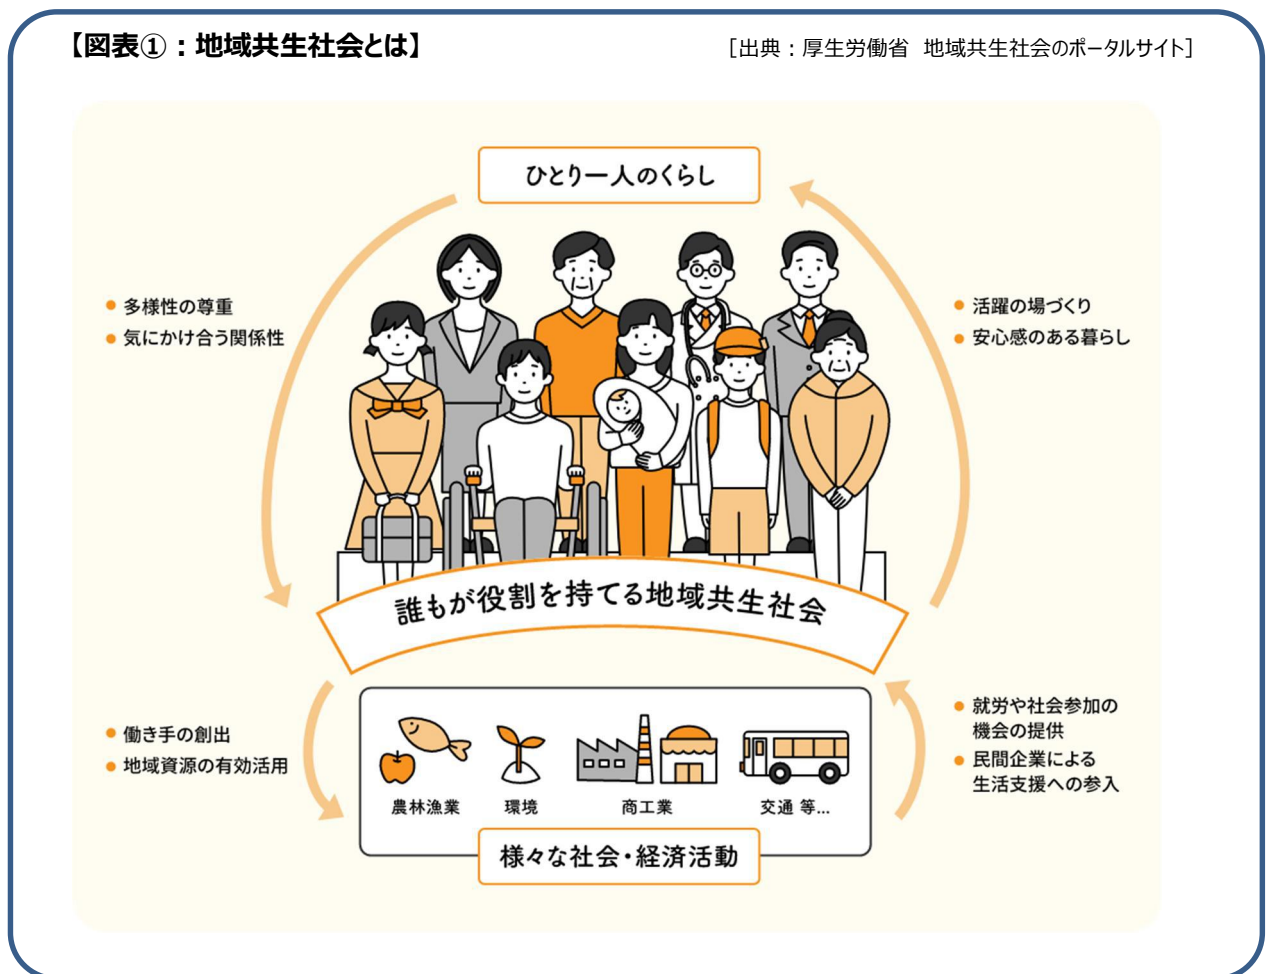 【図表①：地域共生社会とは】
［出典：厚生労働省　地域共生社会のポータルサイト］
ひとり一人のくらし
● 多様性の尊重
● 気にかけ合う関係性
● 活躍の場づくり
● 安心感のある暮らし
誰もが役割を持てる地域共生社会
● 働き手の創出
● 地域資源の有効活用
● 就労や社会参加の
機会の提供
● 民間企業による
生活支援への参入
農林漁業
環境
商工業
交通 等...
様々な社会・経済活動